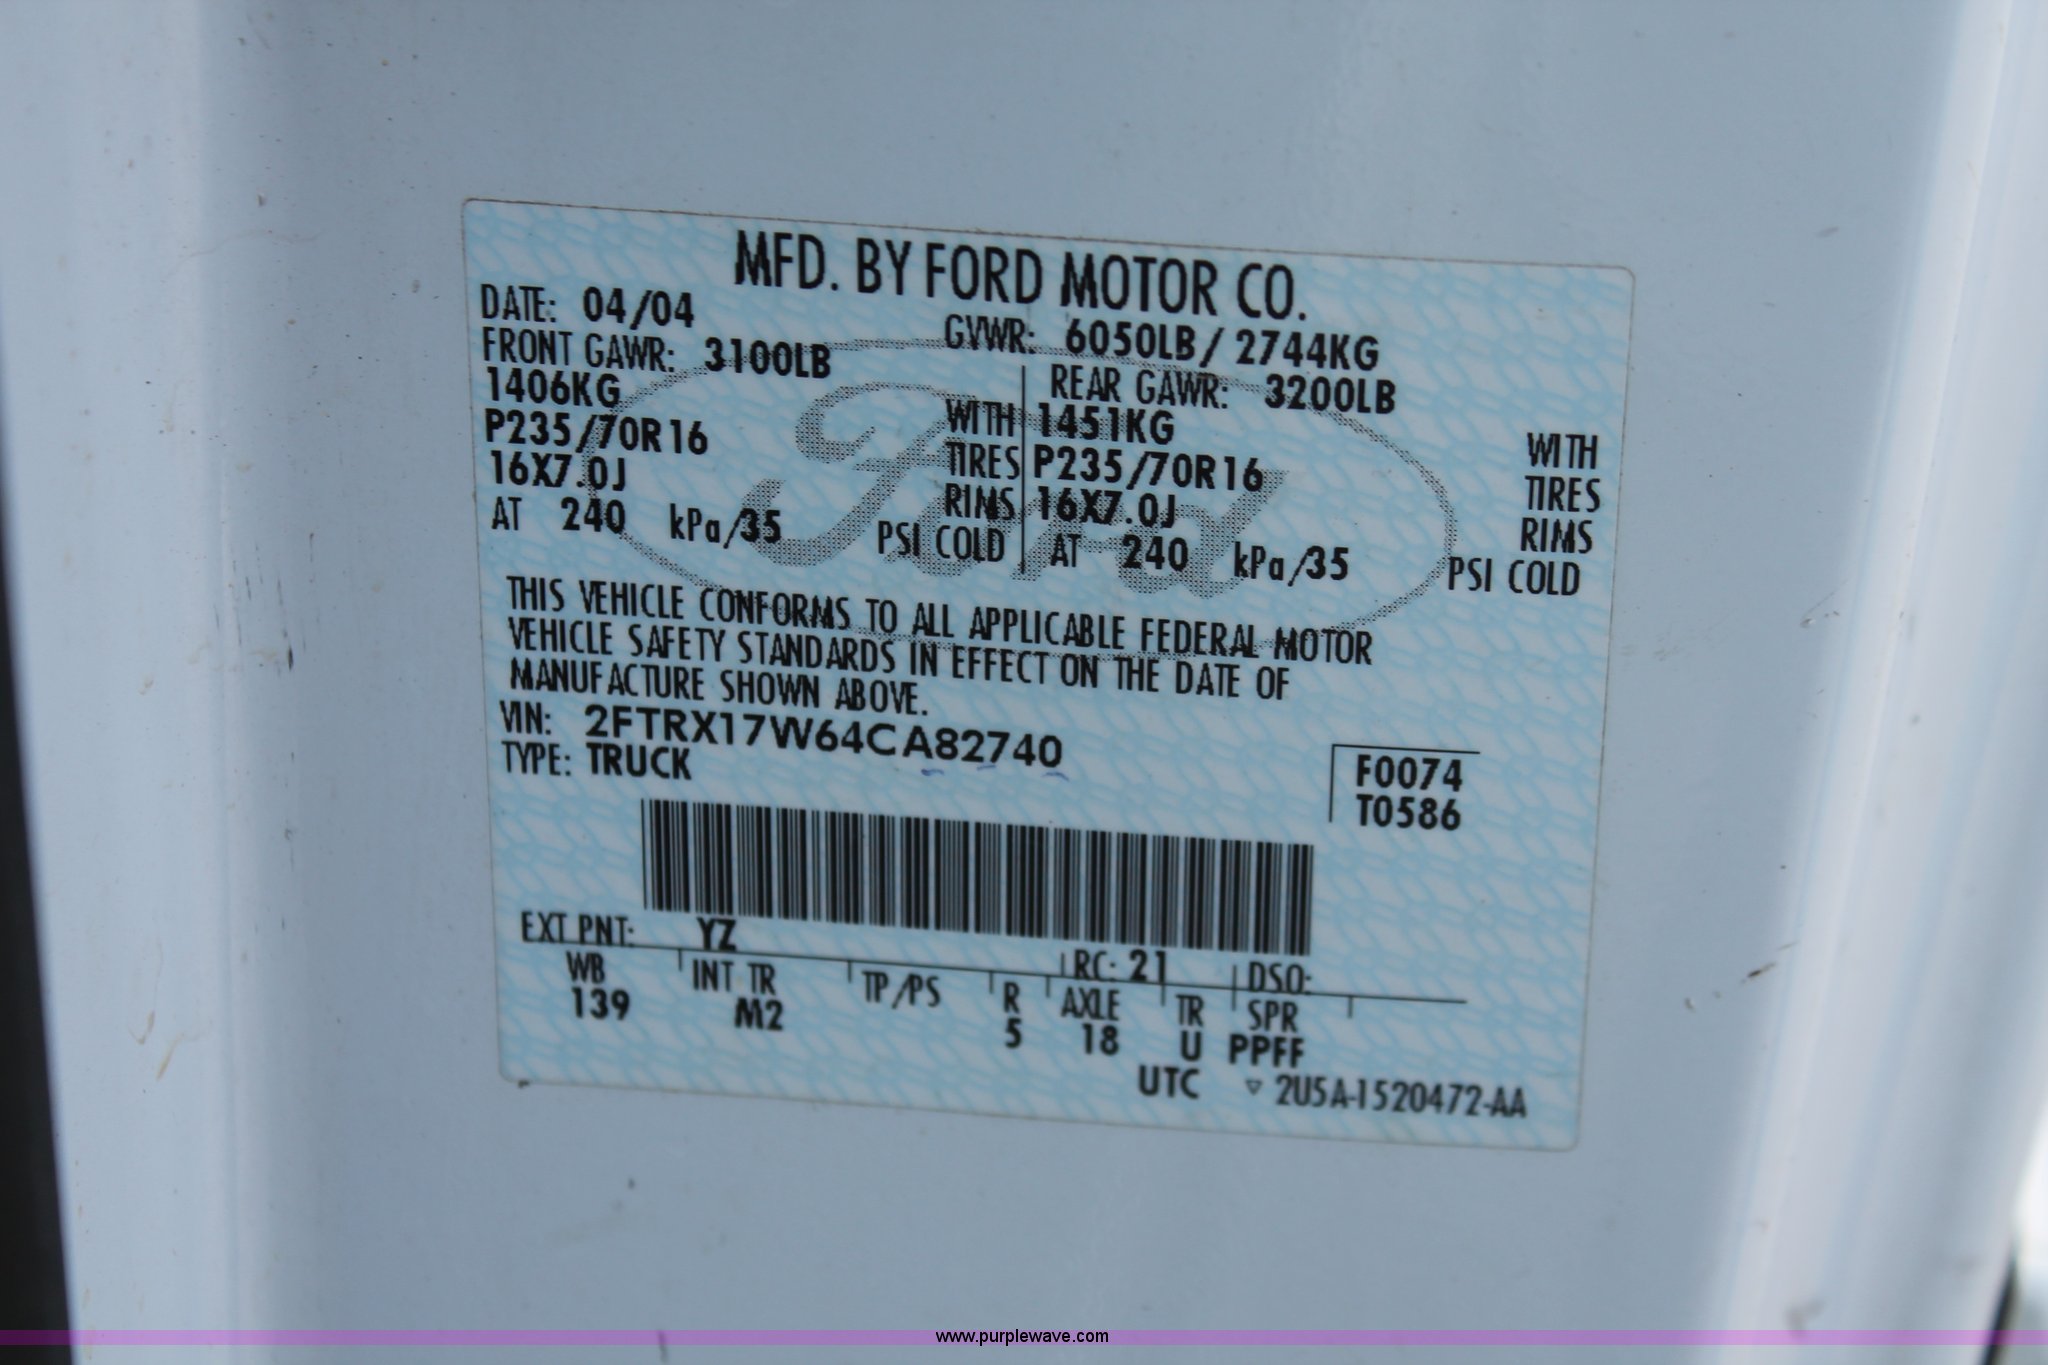 MFD. BY FORD MOTOR CO.
DATE: 04/04 GVWR: 6050LB / 2744KG
FRONT GAWR: 3100LB REAR GAWR: 3200LB
1406KG WITH 1451KG WITH
P235/70R16 TIRES P235/70R16 TIRES
16X7.0J RIMS 16X7.0J RIMS
AT 240 kPa/35 PSI COLD AT 240 kPa/35 PSI COLD
Ford
THIS VEHICLE CONFORMS TO ALL APPLICABLE FEDERAL MOTOR
VEHICLE SAFETY STANDARDS IN EFFECT ON THE DATE OF
MANUFACTURE SHOWN ABOVE.
VIN: 2FTRX17W64CA82740
TYPE: TRUCK
F0074
T0586
EXT PNT: YZ RC: 21 DSO:
WB INT TR TP/PS R AXLE TR SPR
139 M2 5 18 U PPFF
UTC ▽ 2U5A-1520472-AA
www.purplewave.com